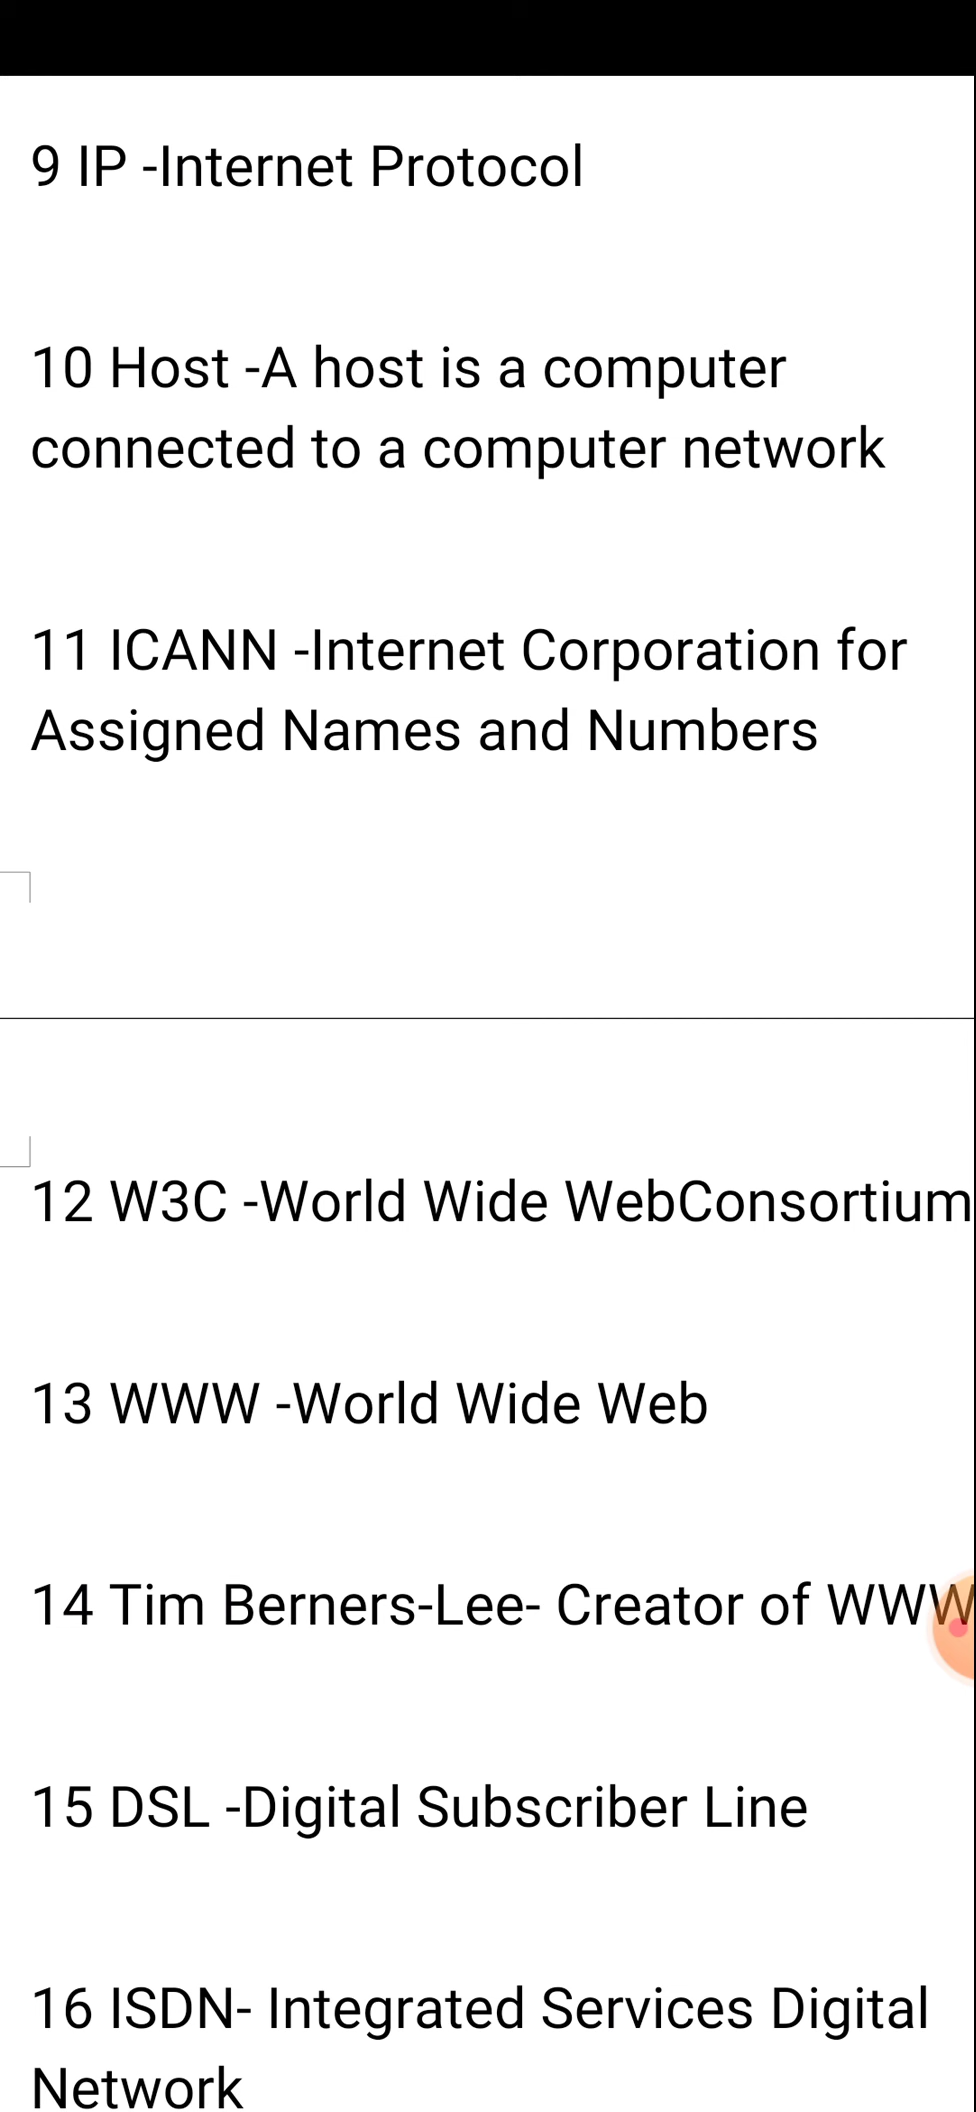 9 IP -Internet Protocol
10 Host -A host is a computer
connected to a computer network
11 ICANN -Internet Corporation for
Assigned Names and Numbers
12 W3C -World Wide WebConsortium
13 WWW -World Wide Web
14 Tim Berners-Lee- Creator of WWW
15 DSL -Digital Subscriber Line
16 ISDN- Integrated Services Digital
Network